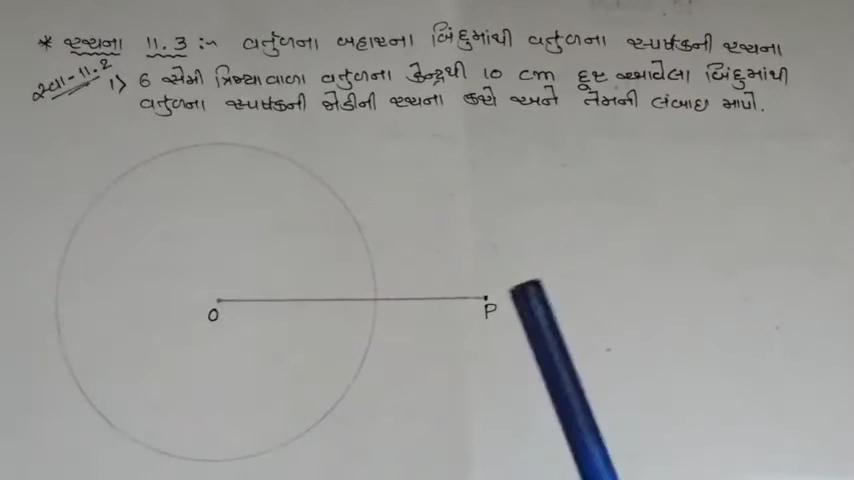 * રચના 11.3 :- વર્તુળના બહારના બિંદુમાંથી વર્તુળના સ્પર્શકની રચના
સ્વા-11.2
1) 6 સેમી ત્રિજ્યાવાળા વર્તુળના કેન્દ્રથી 10 cm દૂર આવેલા બિંદુમાંથી
વર્તુળના સ્પર્શકની જોડીની રચના કરો અને તેમની લંબાઇ માપો.
O
P